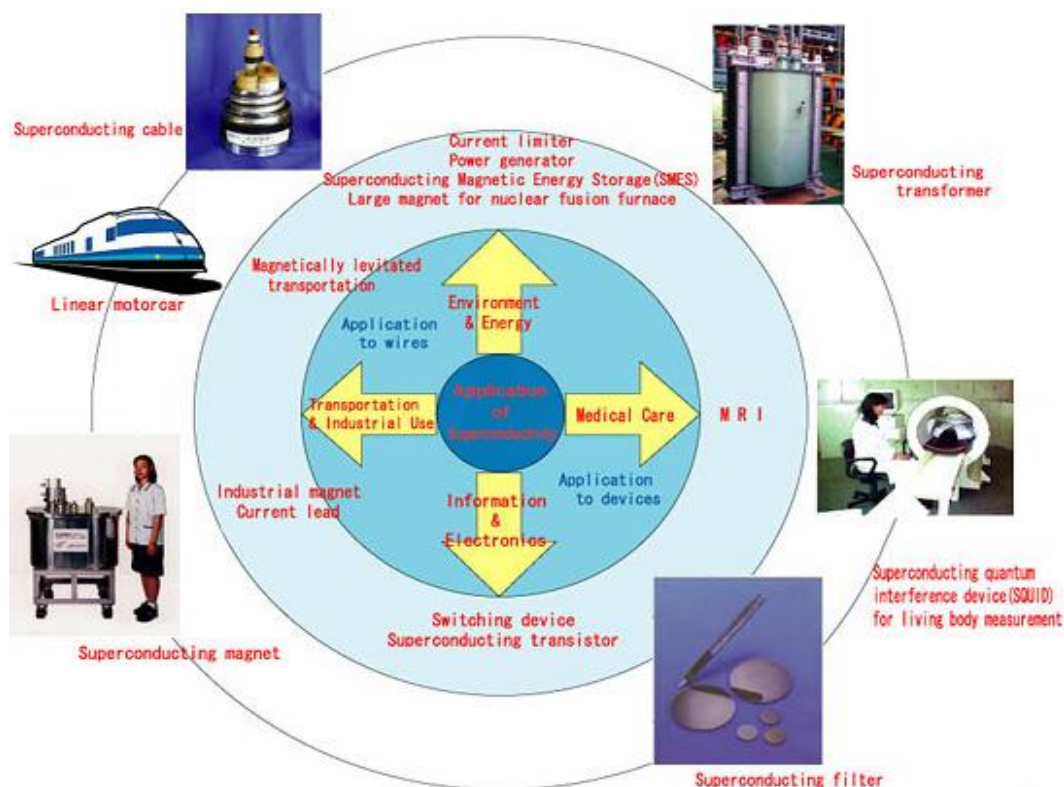 Superconducting cable
Current limiter
Power generator
Superconducting Magnetic Energy Storage(SMES)
Large magnet for nuclear fusion furnace
Superconducting
transformer
Magnetically levitated
transportation
Linear motorcar
Environment
& Energy
Application
to wires
Application
of
Superconductivity
Transportation
& Industrial Use
Medical Care
M R I
Industrial magnet
Current lead
Information
&
Electronics
Application
to devices
Superconducting quantum
interference device(SQUID)
for living body measurement
Switching device
Superconducting transistor
Superconducting magnet
Superconducting filter